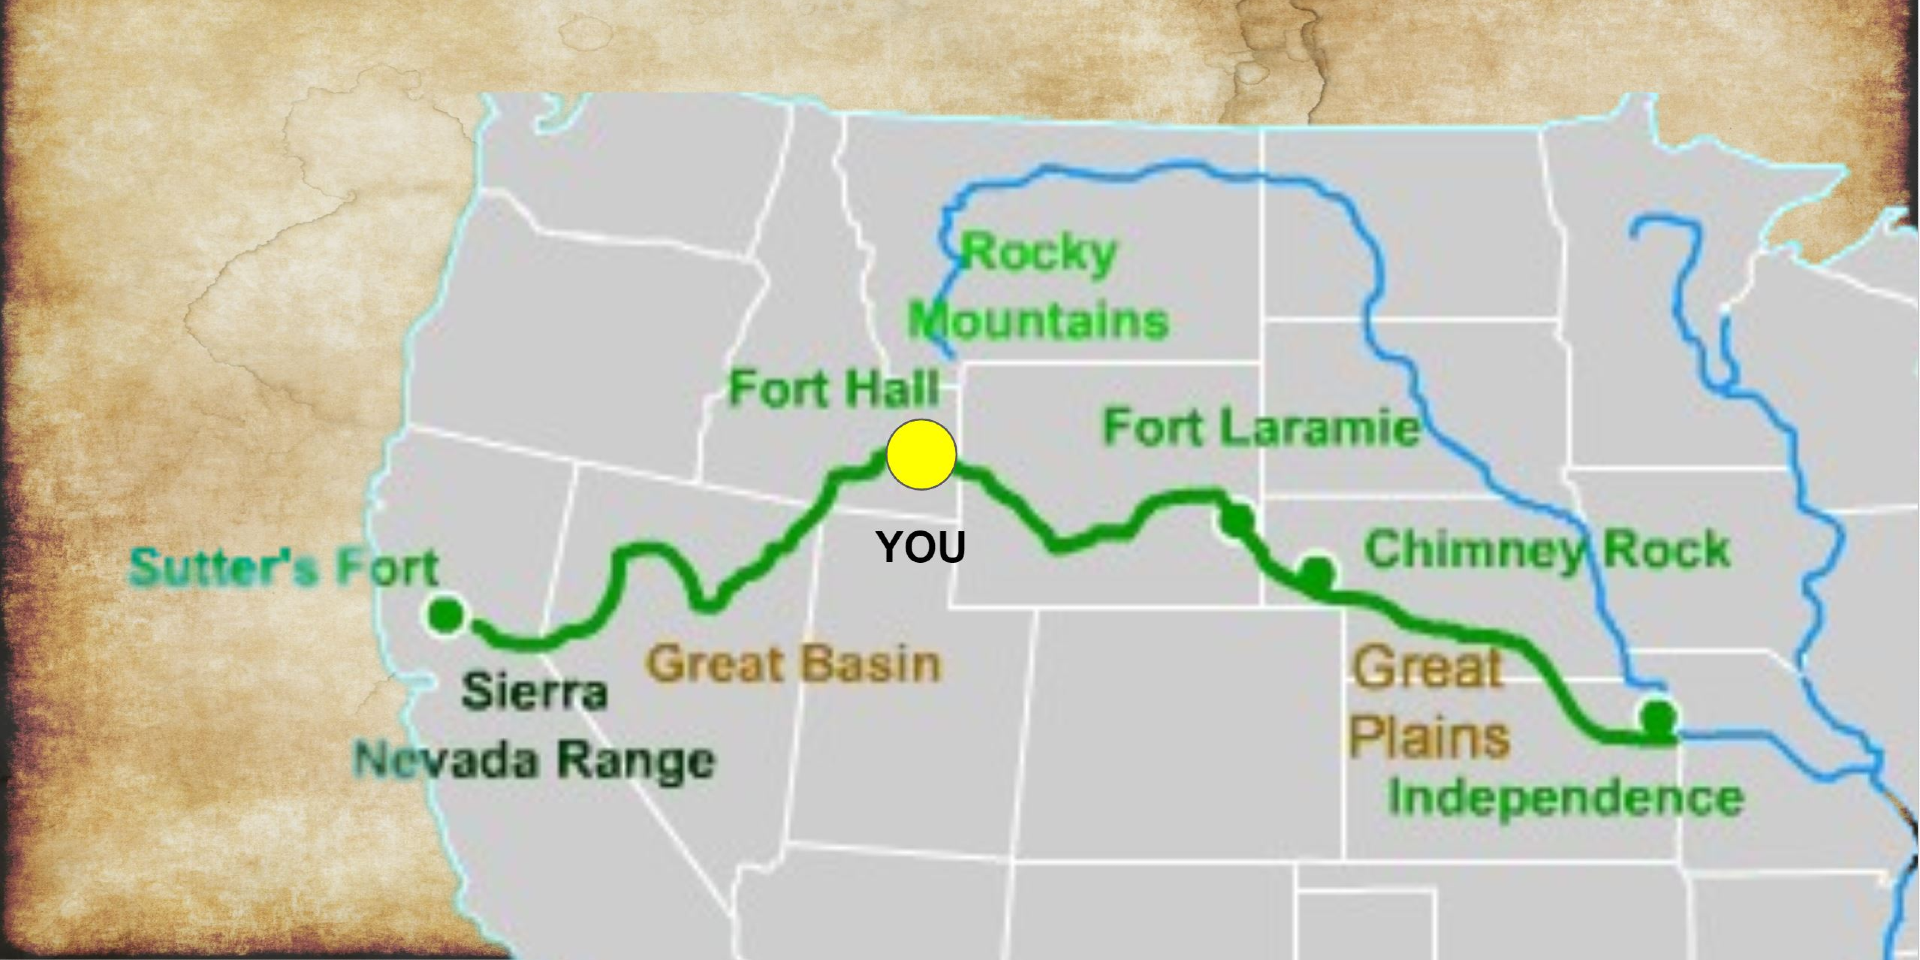 Rocky
Mountains
Fort Hall
Fort Laramie
YOU
Chimney Rock
Sutter's Fort
Great Basin
Great
Plains
Sierra
Nevada Range
Independence